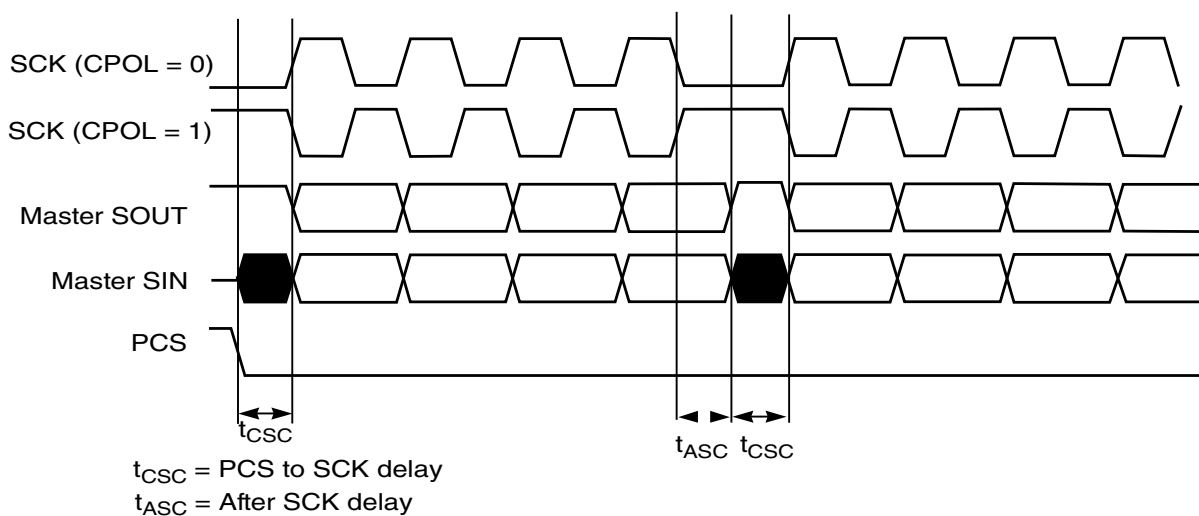 SCK (CPOL = 0)
SCK (CPOL = 1)
Master SOUT
Master SIN
PCS
tCSC
tASC
tCSC
tCSC = PCS to SCK delay
tASC = After SCK delay